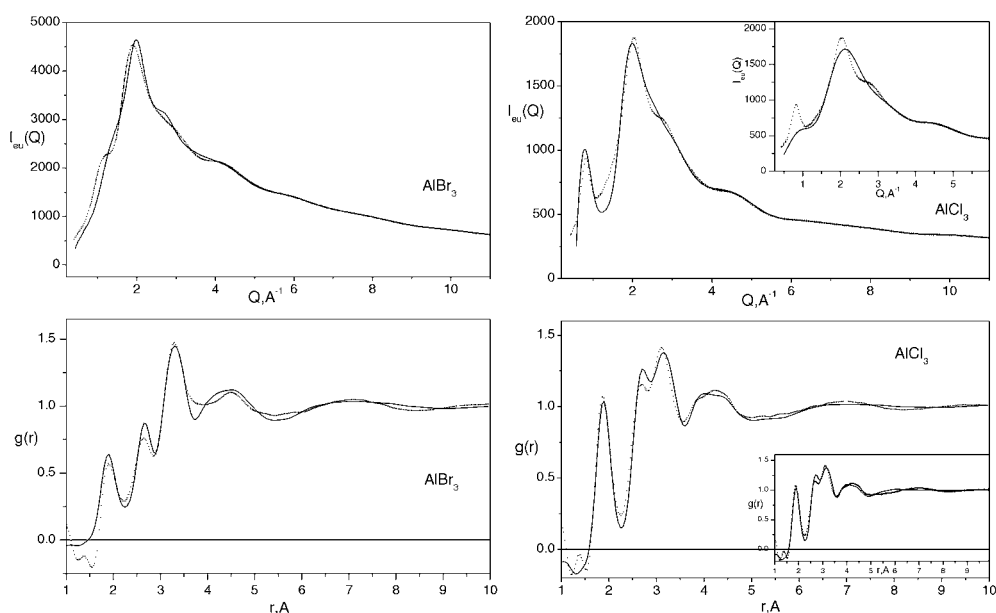 5000
4000
3000
2000
1000
0
I_eu(Q)
AlBr₃
2 4 6 8 10
Q,A⁻¹
2000
1500
1000
500
0
I_eu(Q)
AlCl₃
0 2 4 6 8 10
Q,A⁻¹
2000
1500
1000
500
0
I_eu(Q)
1 2 3 4 5
Q,A⁻¹
1.5
1.0
0.5
0.0
g(r)
AlBr₃
1 2 3 4 5 6 7 8 9 10
r,A
1.5
1.0
0.5
0.0
g(r)
AlCl₃
1 2 3 4 5 6 7 8 9 10
r,A
1.5
1.0
0.5
0.0
g(r)
2 3 4 5 6 7 8 9
r,A